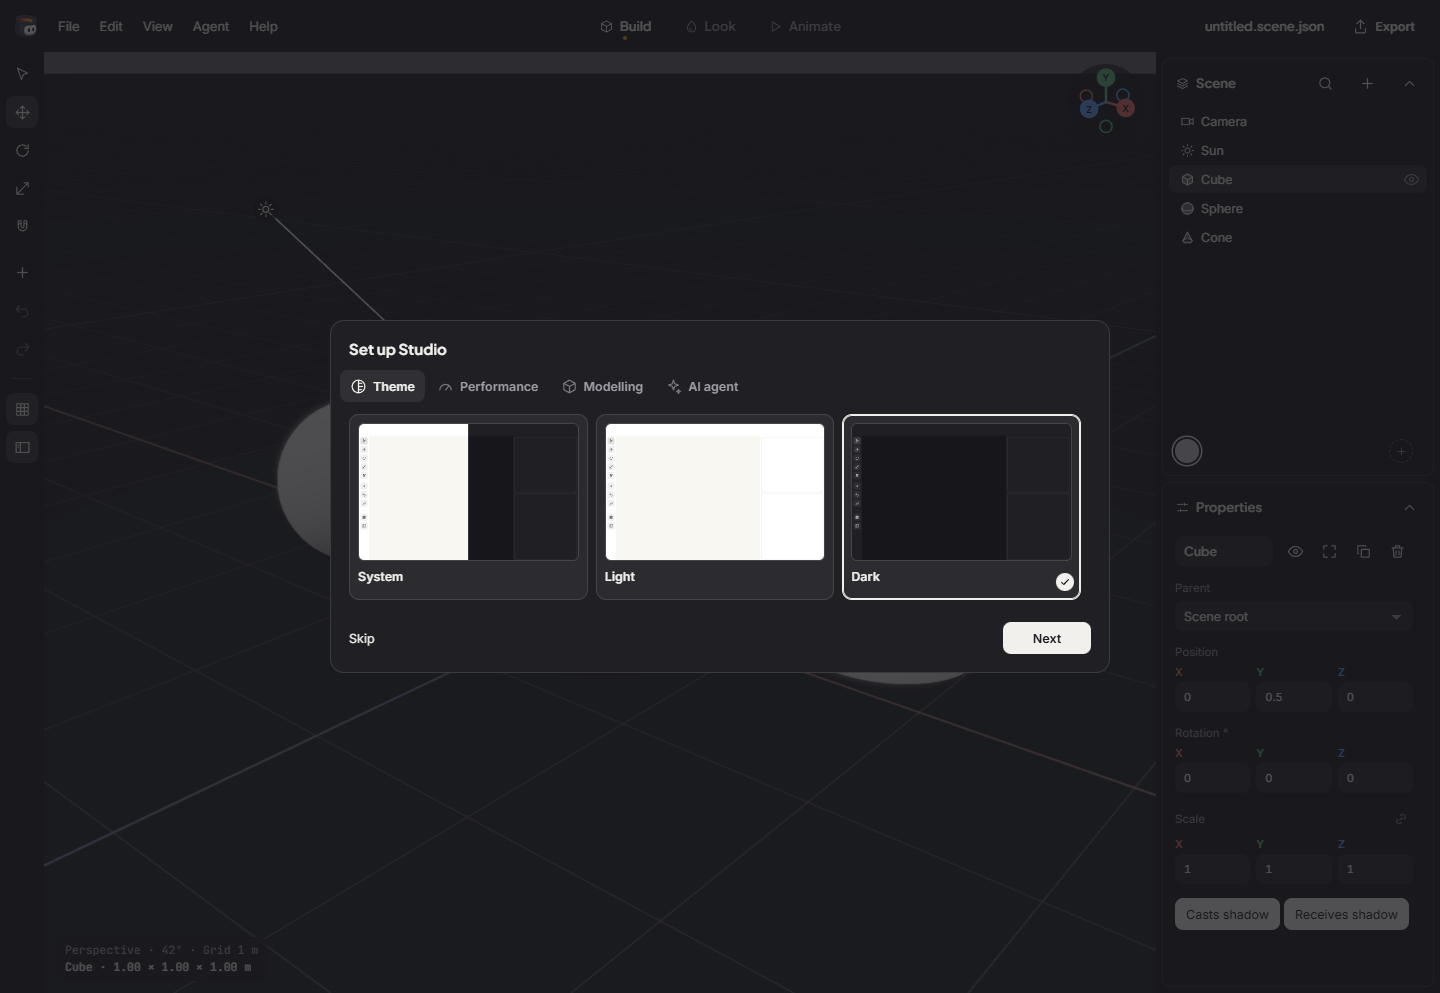 File Edit View Agent Help
Build Look Animate
untitled.scene.json Export
Scene
Camera
Sun
Cube
Sphere
Cone
Y
Z X
Set up Studio
Theme Performance Modelling AI agent
System Light Dark
Skip Next
Properties
Cube
Parent
Scene root
Position
X Y Z
0 0.5 0
Rotation *
X Y Z
0 0 0
Scale
X Y Z
1 1 1
Casts shadow Receives shadow
Perspective · 42° · Grid 1 m
Cube · 1.00 × 1.00 × 1.00 m